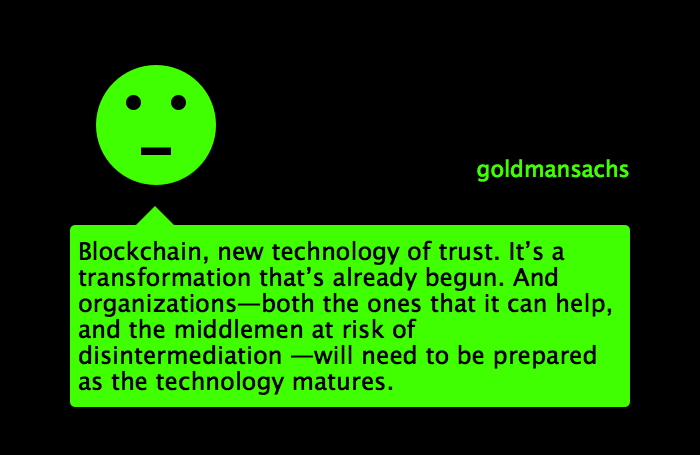 goldmansachs
Blockchain, new technology of trust. It’s a
transformation that’s already begun. And
organizations—both the ones that it can help,
and the middlemen at risk of
disintermediation —will need to be prepared
as the technology matures.